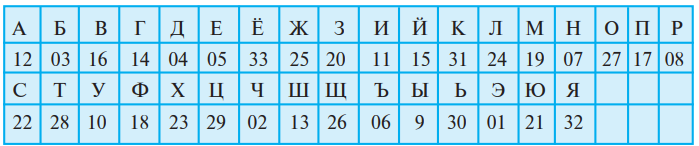 А Б В Г Д Е Ё Ж З И Й К Л М Н О П Р
12 03 16 14 04 05 33 25 20 11 15 31 24 19 07 27 17 08
С Т У Ф Х Ц Ч Ш Щ Ъ Ы Ь Э Ю Я
22 28 10 18 23 29 02 13 26 06 9 30 01 21 32